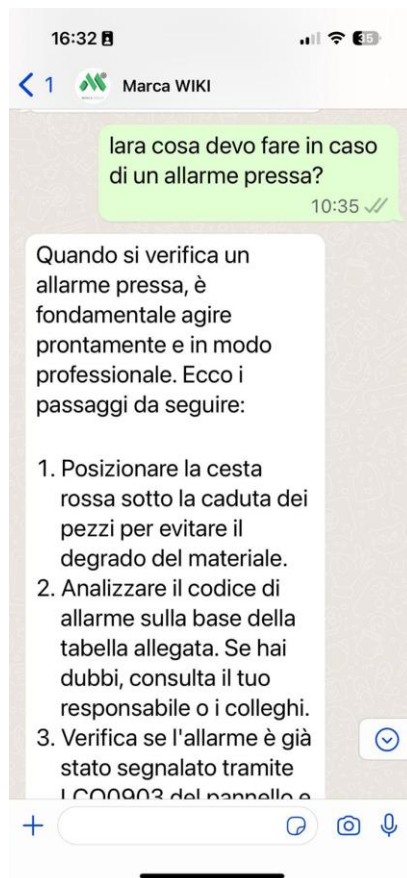 16:32
35
1
Marca WIKI
Iara cosa devo fare in caso
di un allarme pressa?
10:35
Quando si verifica un
allarme pressa, è
fondamentale agire
prontamente e in modo
professionale. Ecco i
passaggi da seguire:
1. Posizionare la cesta
rossa sotto la caduta dei
pezzi per evitare il
degrado del materiale.
2. Analizzare il codice di
allarme sulla base della
tabella allegata. Se hai
dubbi, consulta il tuo
responsabile o i colleghi.
3. Verifica se l'allarme è già
stato segnalato tramite
LCO0903 del pannello e